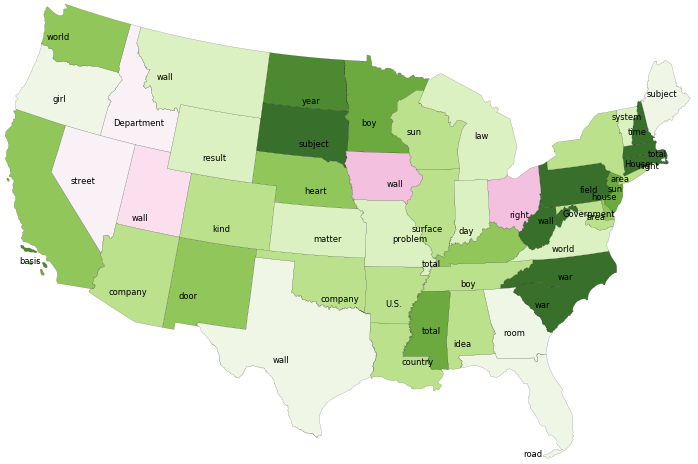 world
girl
Department
wall
year
boy
sun
law
subject
system
time
subject
total
House
right
result
street
wall
heart
wall
field
area
sun
house
right
wall
Government
area
kind
matter
problem
surface
day
total
world
basis
company
door
company
U.S.
boy
war
war
total
idea
room
country
wall
road